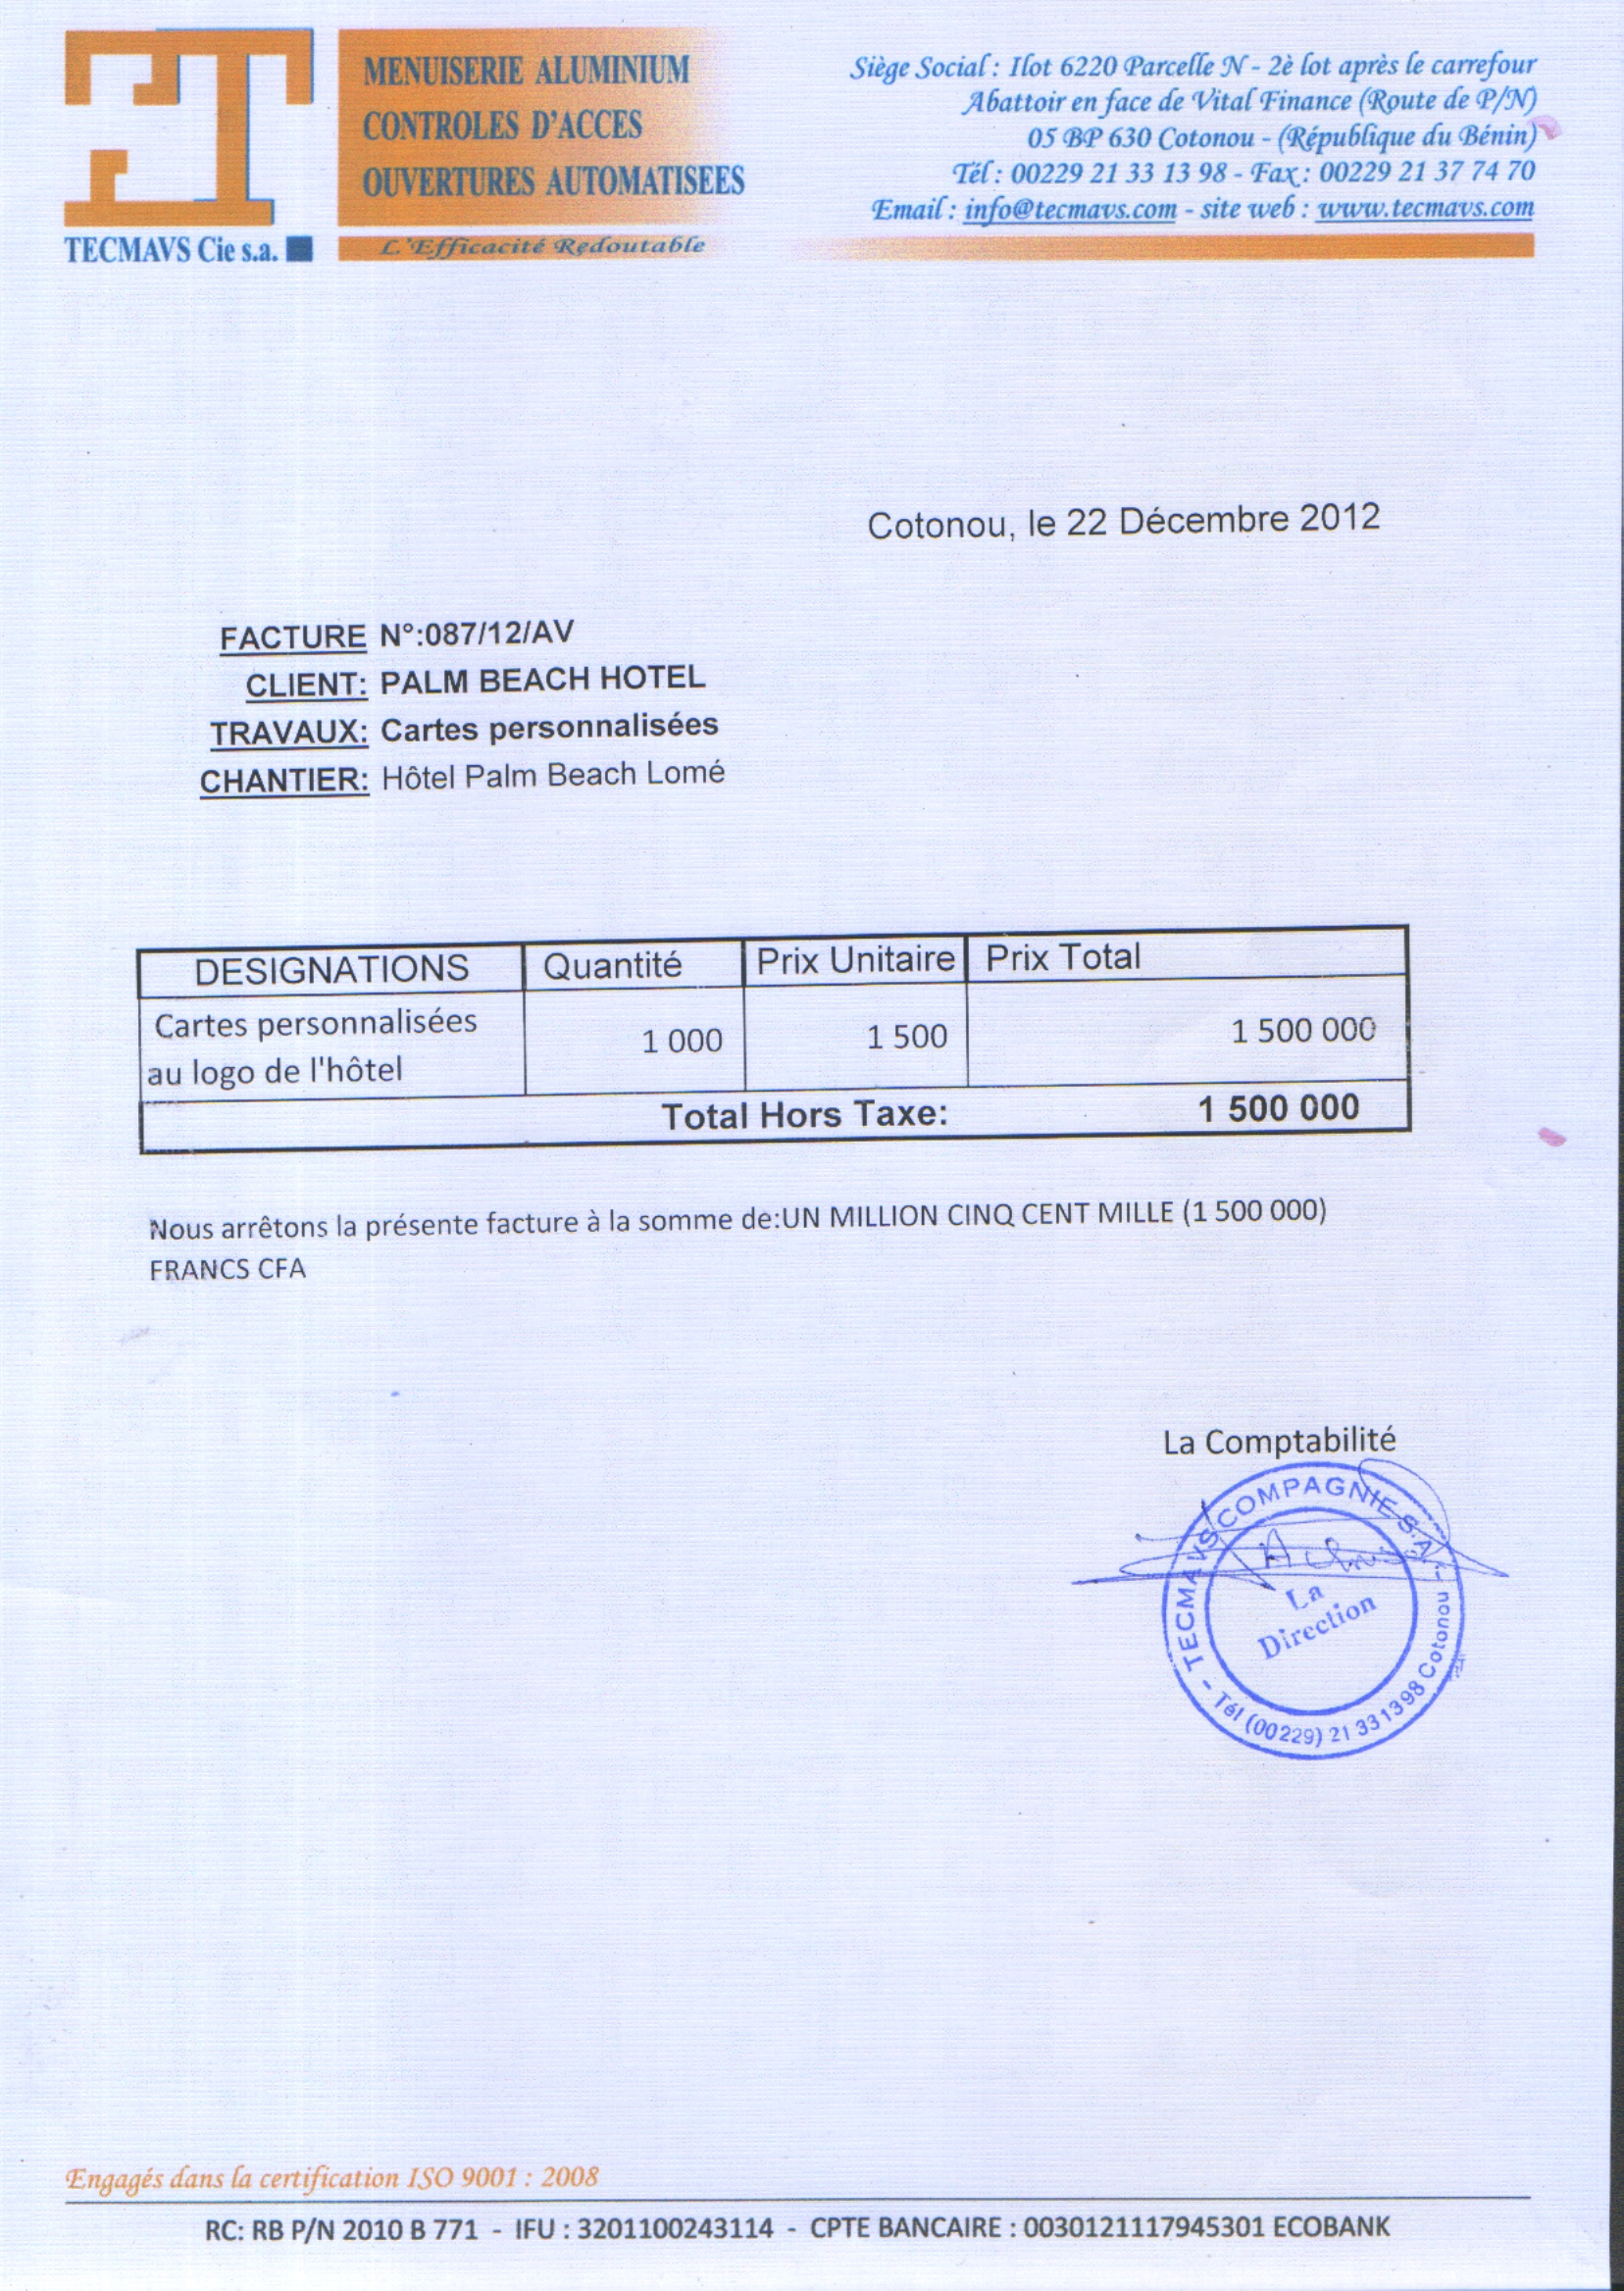 MENUISERIE ALUMINIUM
CONTROLES D'ACCES
OUVERTURES AUTOMATISEES
TECMAVS Cie s.a.
L'Efficacité Redoutable
Siège Social : Ilot 6220 Parcelle N - 2è lot après le carrefour
Abattoir en face de Vital Finance (Route de P/N)
05 BP 630 Cotonou - (République du Bénin)
Tél : 00229 21 33 13 98 - Fax : 00229 21 37 74 70
Email : info@tecmavs.com - site web : www.tecmavs.com
Cotonou, le 22 Décembre 2012
FACTURE N°:087/12/AV
CLIENT: PALM BEACH HOTEL
TRAVAUX: Cartes personnalisées
CHANTIER: Hôtel Palm Beach Lomé
DESIGNATIONS Quantité Prix Unitaire Prix Total
Cartes personnalisées
au logo de l'hôtel 1 000 1 500 1 500 000
Total Hors Taxe: 1 500 000
Nous arrêtons la présente facture à la somme de:UN MILLION CINQ CENT MILLE (1 500 000)
FRANCS CFA
La Comptabilité
TECMAVS COMPAGNIE S.A.
La
Direction
- Tél (00229) 21 331398 Cotonou -
Engagés dans la certification ISO 9001 : 2008
RC: RB P/N 2010 B 771 - IFU : 3201100243114 - CPTE BANCAIRE : 0030121117945301 ECOBANK